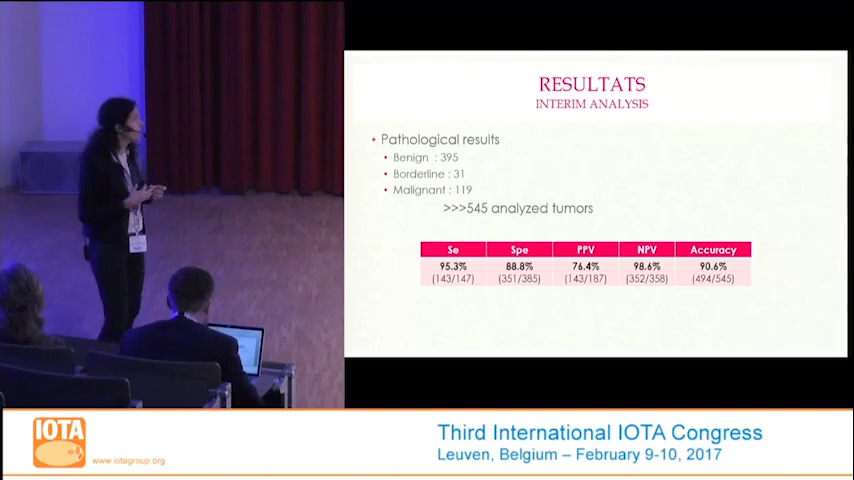 RESULTATS
INTERIM ANALYSIS
• Pathological results
• Benign : 395
• Borderline : 31
• Malignant : 119
>>>545 analyzed tumors
Se Spe PPV NPV Accuracy
95.3% 88.8% 76.4% 98.6% 90.6%
(143/147) (351/385) (143/187) (352/358) (494/545)
IOTA
www.iotagroup.org
Third International IOTA Congress
Leuven, Belgium – February 9-10, 2017